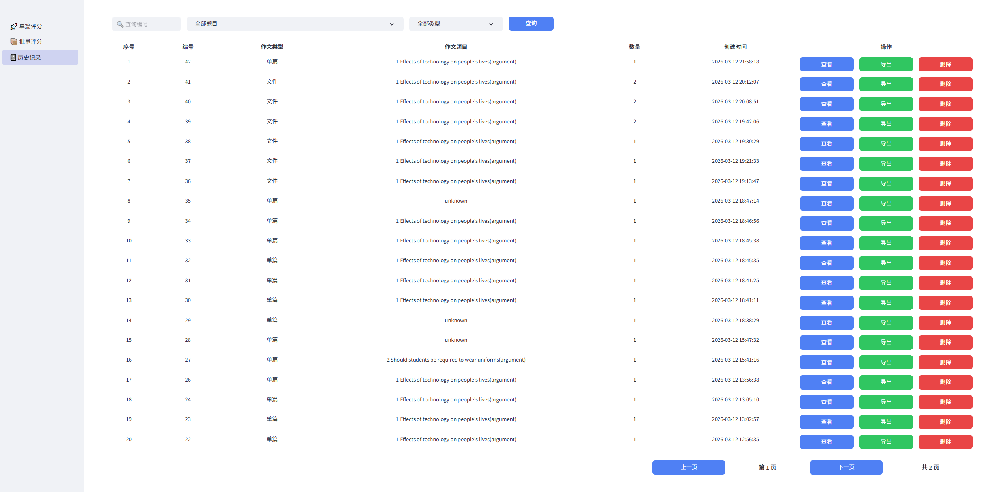 单篇评分
批量评分
历史记录
查询编号 全部题目 全部类型 查询
序号 编号 作文类型 作文题目 数量 创建时间 操作
1 42 单篇 1 Effects of technology on people's lives(argument) 1 2026-03-12 21:58:18 查看 导出 删除
2 41 文件 1 Effects of technology on people's lives(argument) 2 2026-03-12 20:12:07 查看 导出 删除
3 40 文件 1 Effects of technology on people's lives(argument) 2 2026-03-12 20:08:51 查看 导出 删除
4 39 文件 1 Effects of technology on people's lives(argument) 2 2026-03-12 19:42:06 查看 导出 删除
5 38 文件 1 Effects of technology on people's lives(argument) 1 2026-03-12 19:30:29 查看 导出 删除
6 37 文件 1 Effects of technology on people's lives(argument) 1 2026-03-12 19:21:33 查看 导出 删除
7 36 文件 1 Effects of technology on people's lives(argument) 1 2026-03-12 19:13:47 查看 导出 删除
8 35 单篇 unknown 1 2026-03-12 18:47:14 查看 导出 删除
9 34 单篇 1 Effects of technology on people's lives(argument) 1 2026-03-12 18:46:56 查看 导出 删除
10 33 单篇 1 Effects of technology on people's lives(argument) 1 2026-03-12 18:45:38 查看 导出 删除
11 32 单篇 1 Effects of technology on people's lives(argument) 1 2026-03-12 18:45:35 查看 导出 删除
12 31 单篇 1 Effects of technology on people's lives(argument) 1 2026-03-12 18:41:25 查看 导出 删除
13 30 单篇 1 Effects of technology on people's lives(argument) 1 2026-03-12 18:41:11 查看 导出 删除
14 29 单篇 unknown 1 2026-03-12 18:38:29 查看 导出 删除
15 28 单篇 unknown 1 2026-03-12 15:47:32 查看 导出 删除
16 27 单篇 2 Should students be required to wear uniforms(argument) 1 2026-03-12 15:41:16 查看 导出 删除
17 26 单篇 1 Effects of technology on people's lives(argument) 1 2026-03-12 13:56:38 查看 导出 删除
18 24 单篇 1 Effects of technology on people's lives(argument) 1 2026-03-12 13:05:10 查看 导出 删除
19 23 单篇 1 Effects of technology on people's lives(argument) 1 2026-03-12 13:02:57 查看 导出 删除
20 22 单篇 1 Effects of technology on people's lives(argument) 1 2026-03-12 12:56:35 查看 导出 删除
上一页 第 1 页 下一页 共 2 页